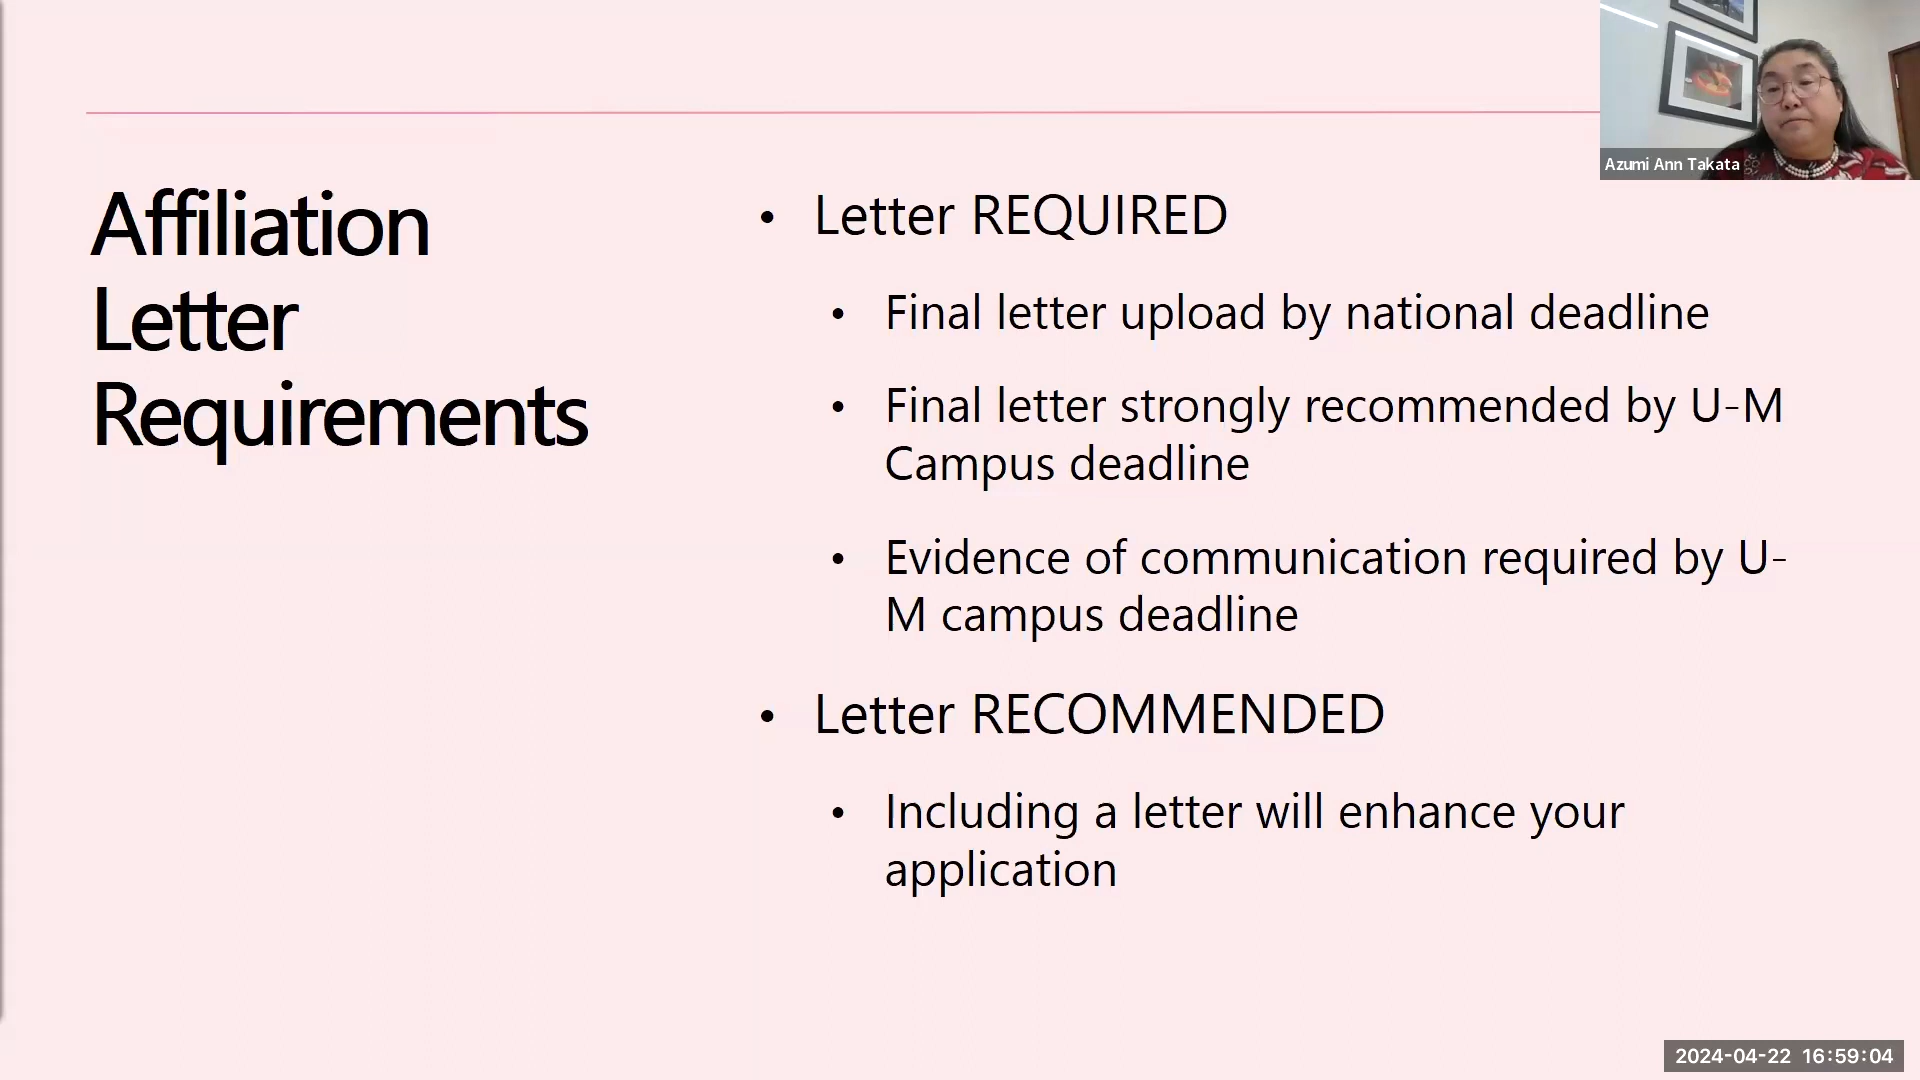 Affiliation
Letter
Requirements
• Letter REQUIRED
• Final letter upload by national deadline
• Final letter strongly recommended by U-M
Campus deadline
• Evidence of communication required by U-
M campus deadline
• Letter RECOMMENDED
• Including a letter will enhance your
application
Azumi Ann Takata
2024-04-22 16:59:04